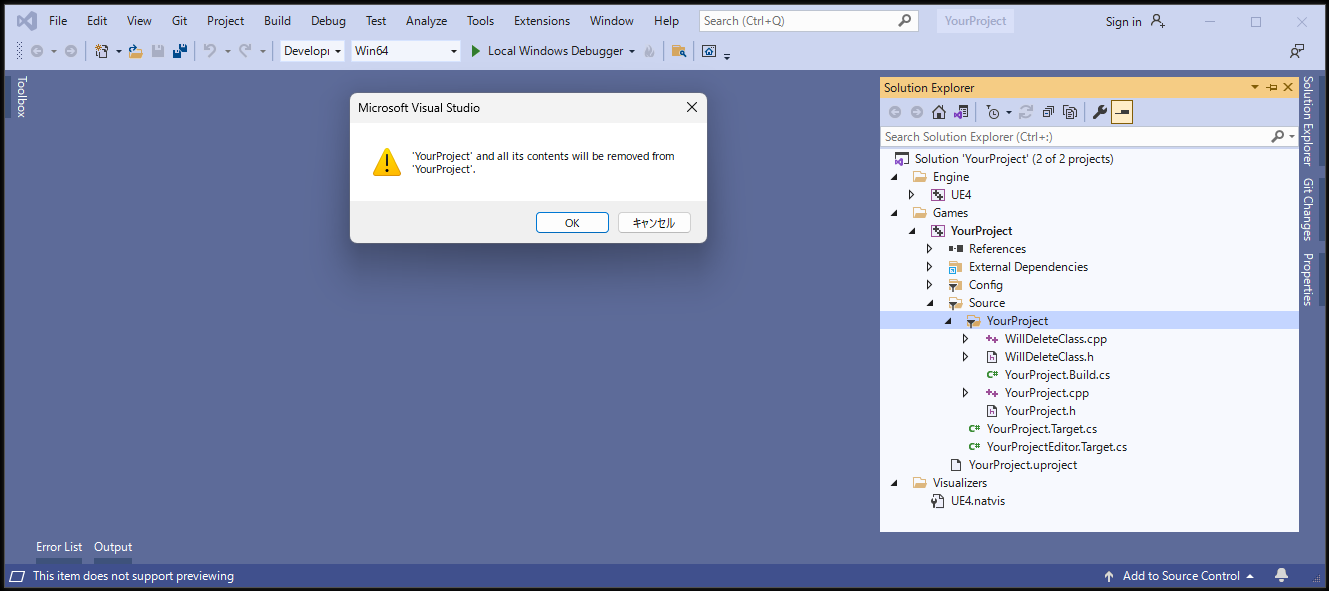 File Edit View Git Project Build Debug Test Analyze Tools Extensions Window Help Search (Ctrl+Q) YourProject Sign in
Develop Win64 Local Windows Debugger
Toolbox
Microsoft Visual Studio
'YourProject' and all its contents will be removed from
'YourProject'.
OK キャンセル
Solution Explorer
Search Solution Explorer (Ctrl+;)
Solution 'YourProject' (2 of 2 projects)
Engine
UE4
Games
YourProject
References
External Dependencies
Config
Source
YourProject
WillDeleteClass.cpp
WillDeleteClass.h
C# YourProject.Build.cs
YourProject.cpp
YourProject.h
C# YourProject.Target.cs
C# YourProjectEditor.Target.cs
YourProject.uproject
Visualizers
UE4.natvis
Solution Explorer
Git Changes
Properties
Error List Output
This item does not support previewing
Add to Source Control